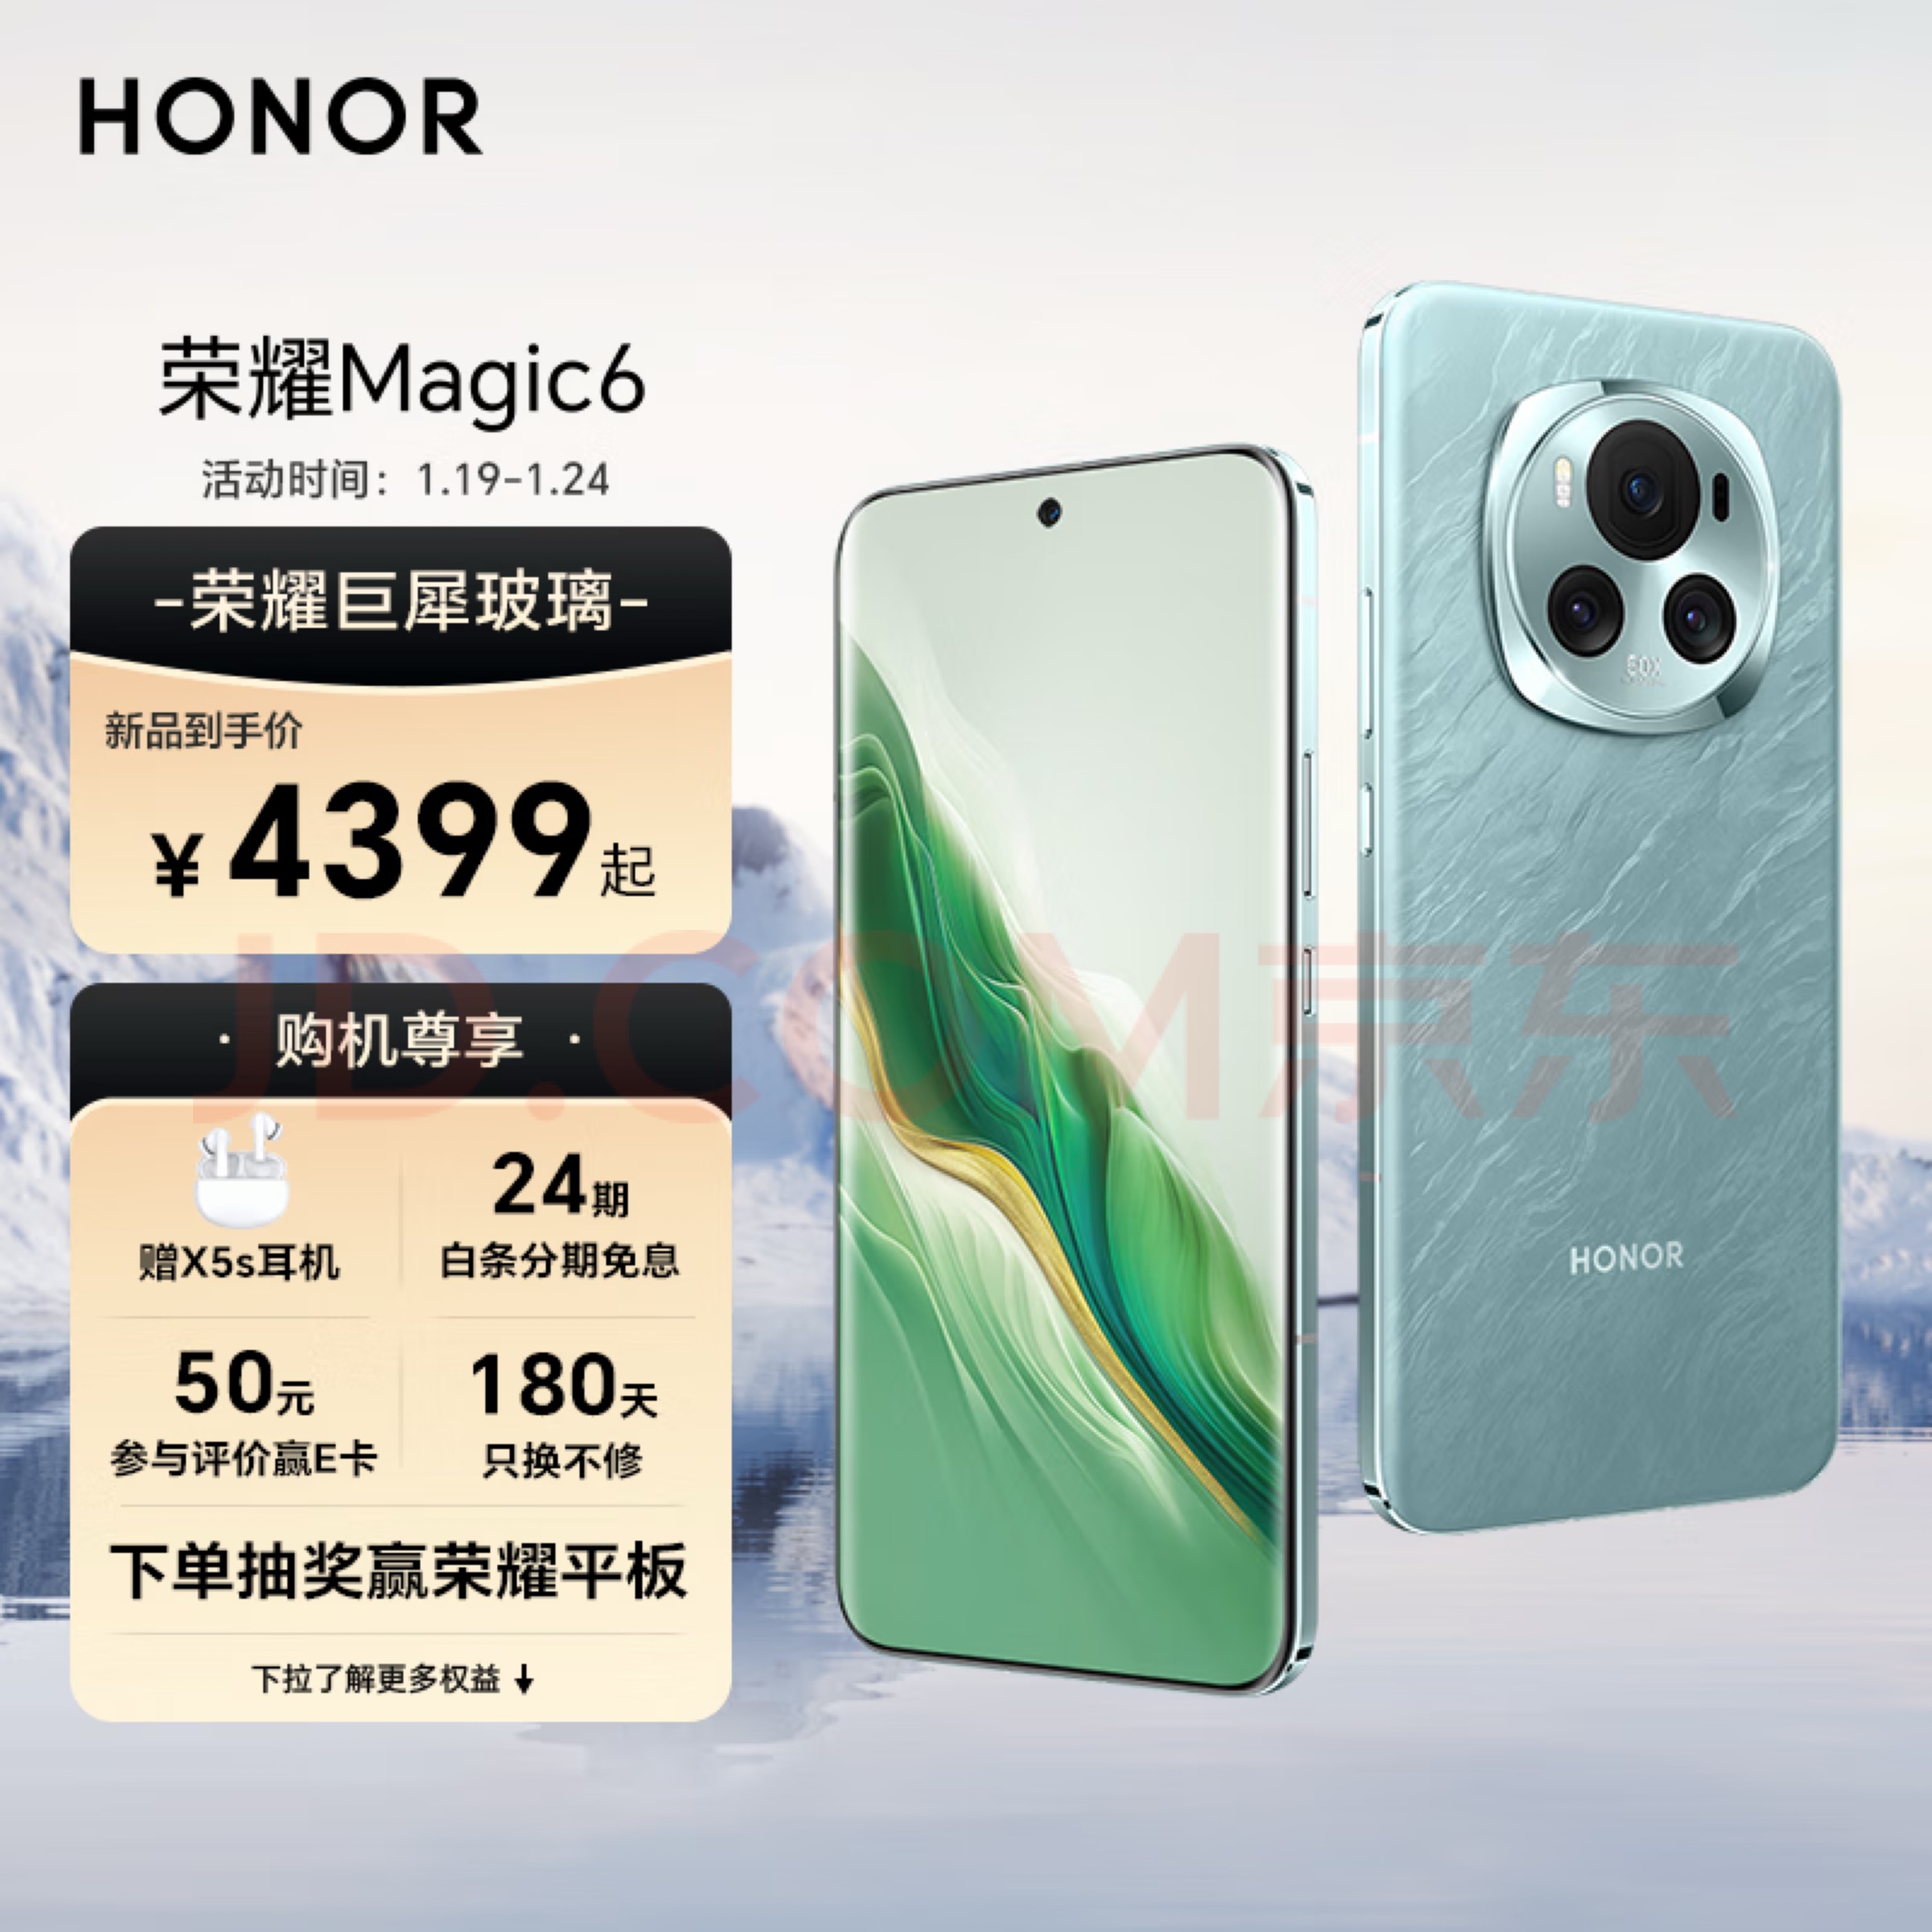 HONOR
荣耀Magic6
活动时间：1.19-1.24
-荣耀巨犀玻璃-
新品到手价
¥4399起
· 购机尊享 ·
赠X5s耳机
24期
白条分期免息
50元
参与评价赢E卡
180天
只换不修
下单抽奖赢荣耀平板
下拉了解更多权益↓
JD.COM京东
HONOR